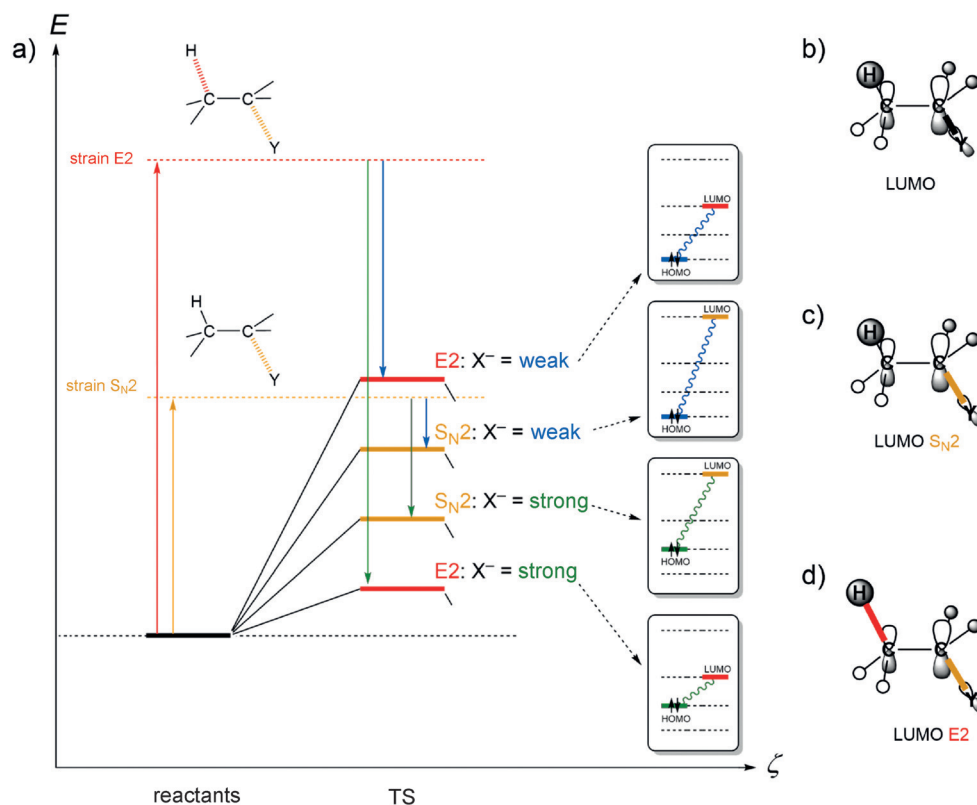 E
a)
H
C C
Y
strain E2
H
C C
Y
strain SN2
E2: X– = weak
SN2: X– = weak
SN2: X– = strong
E2: X– = strong
LUMO
HOMO
LUMO
HOMO
LUMO
HOMO
LUMO
HOMO
reactants
TS
ζ
b)
H
C C
Y
LUMO
c)
H
C C
Y
LUMO SN2
d)
H
C C
Y
LUMO E2